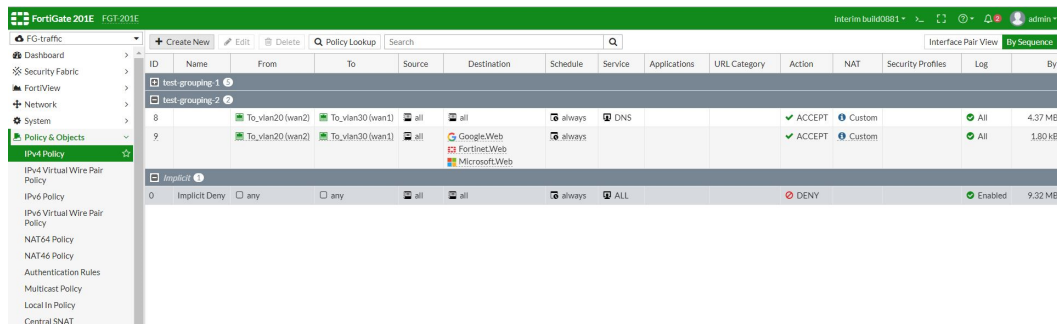 FortiGate 201E FGT-201E
interim build0881 >_ 2 admin
FG-traffic
+ Create New Edit Delete Policy Lookup Search Interface Pair View By Sequence
Dashboard
Security Fabric
FortiView
Network
System
Policy & Objects
IPv4 Policy
IPv4 Virtual Wire Pair
Policy
IPv6 Policy
IPv6 Virtual Wire Pair
Policy
NAT64 Policy
NAT46 Policy
Authentication Rules
Multicast Policy
Local In Policy
Central SNAT
ID Name From To Source Destination Schedule Service Applications URL Category Action NAT Security Profiles Log By
test-grouping-1 5
test-grouping-2 2
8 To_vlan20 (wan2) To_vlan30 (wan1) all all always DNS ACCEPT Custom All 4.37 MB
9 To_vlan20 (wan2) To_vlan30 (wan1) all Google.Web always ACCEPT Custom All 1.80 kB
Fortinet.Web
Microsoft.Web
Implicit 1
0 Implicit Deny any any all all always ALL DENY Enabled 9.32 MB